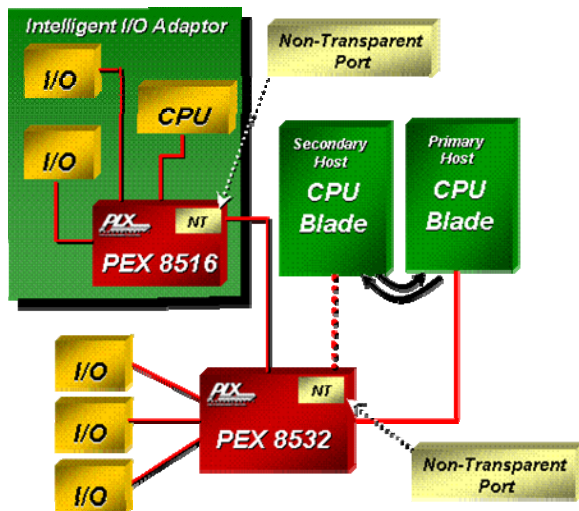 Intelligent I/O Adaptor
Non-Transparent
Port
I/O
CPU
I/O
PLX
NT
PEX 8516
Secondary
Host
CPU
Blade
Primary
Host
CPU
Blade
I/O
I/O
I/O
PLX
NT
PEX 8532
Non-Transparent
Port